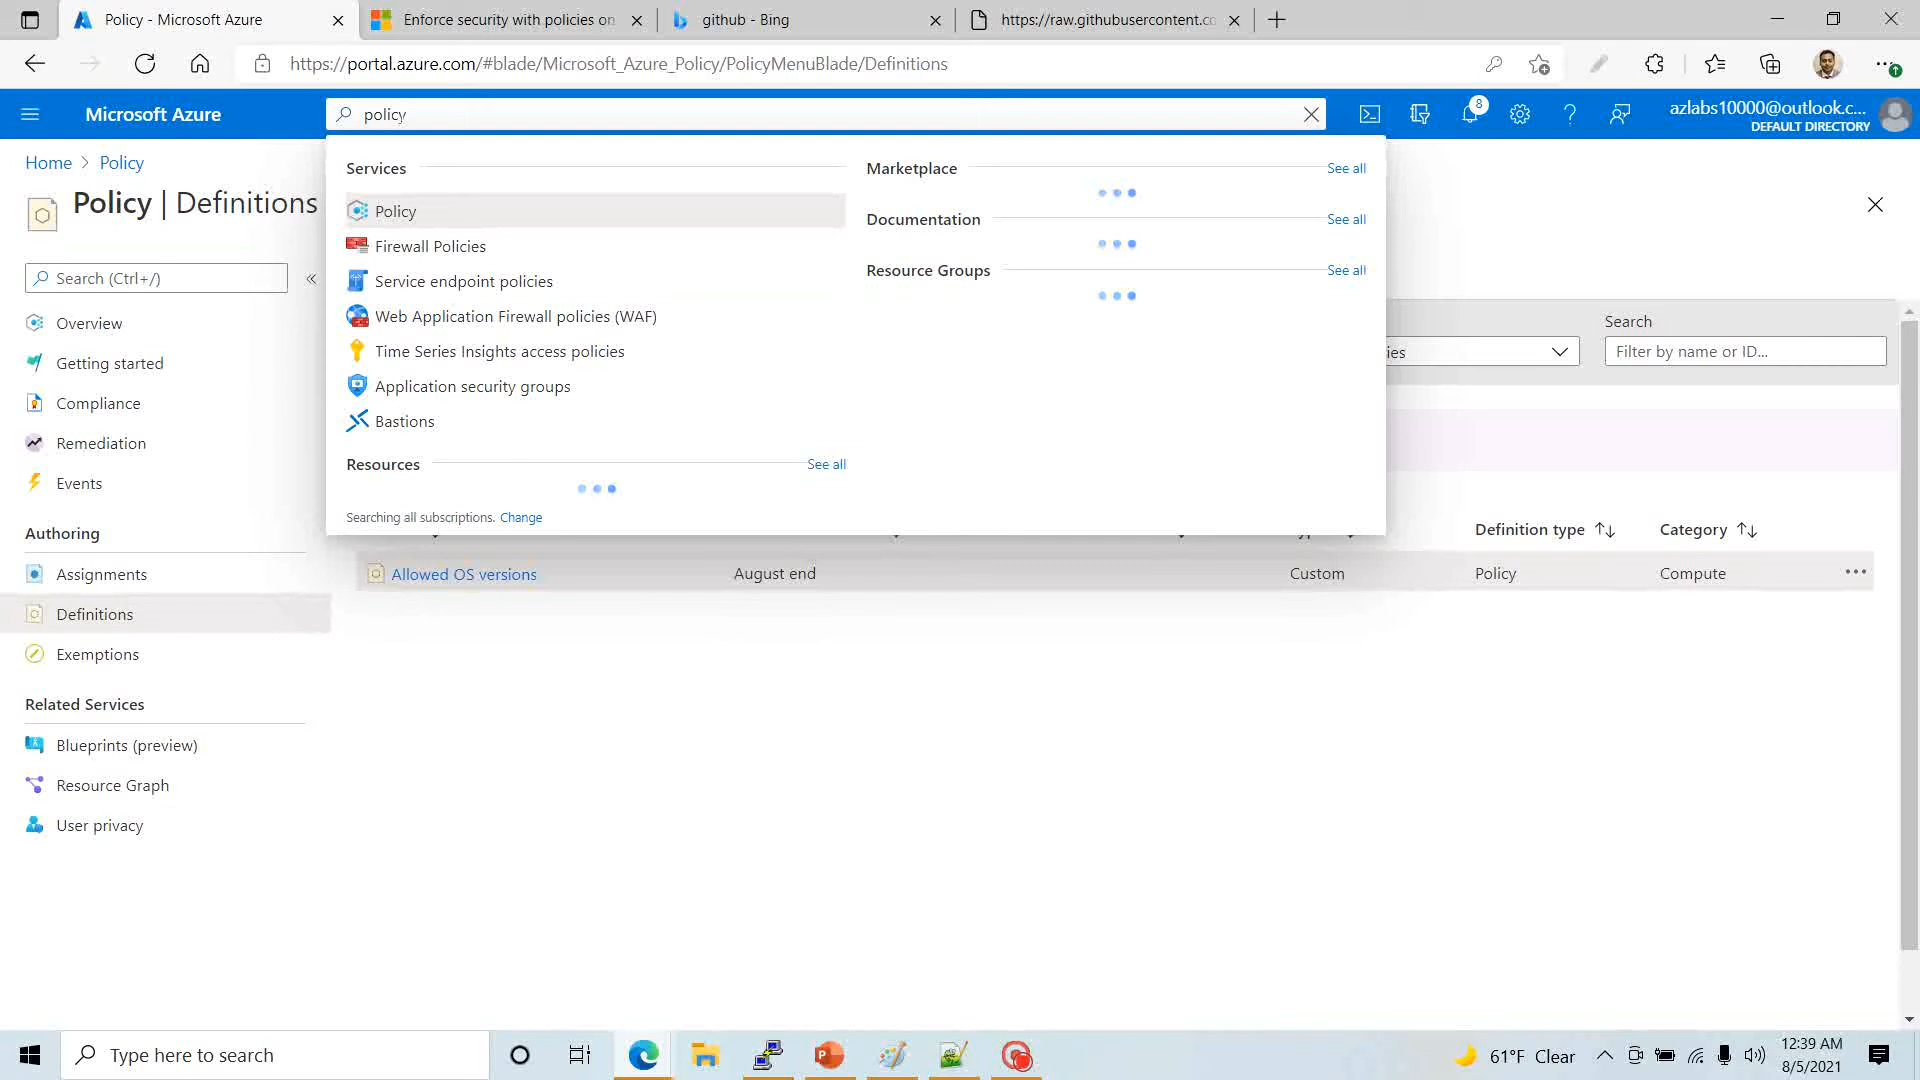 Policy - Microsoft Azure
Enforce security with policies on
github - Bing
https://raw.githubusercontent.co
https://portal.azure.com/#blade/Microsoft_Azure_Policy/PolicyMenuBlade/Definitions
Microsoft Azure
policy
8
azlabs10000@outlook.c...
DEFAULT DIRECTORY
Home > Policy
Policy | Definitions
Search (Ctrl+/)
«
Overview
Getting started
Compliance
Remediation
Events
Authoring
Assignments
Definitions
Exemptions
Related Services
Blueprints (preview)
Resource Graph
User privacy
Services
Policy
Firewall Policies
Service endpoint policies
Web Application Firewall policies (WAF)
Time Series Insights access policies
Application security groups
Bastions
Resources
See all
Searching all subscriptions. Change
Marketplace
See all
Documentation
See all
Resource Groups
See all
ies
Search
Filter by name or ID...
Definition type
Category
Allowed OS versions
August end
Custom
Policy
Compute
Type here to search
61°F Clear
12:39 AM
8/5/2021